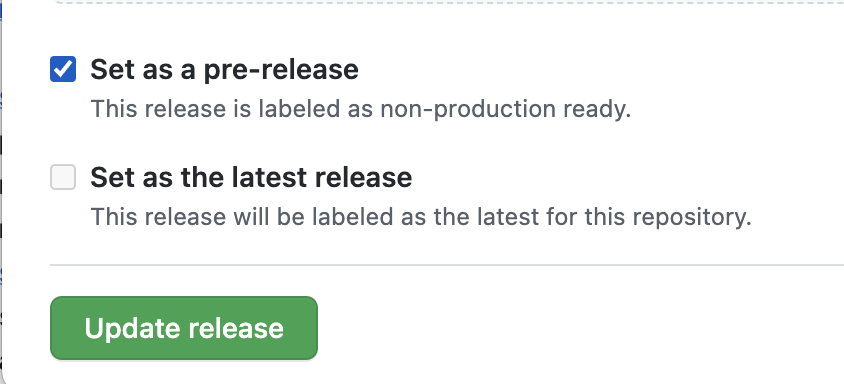 Set as a pre-release
This release is labeled as non-production ready.
Set as the latest release
This release will be labeled as the latest for this repository.
Update release